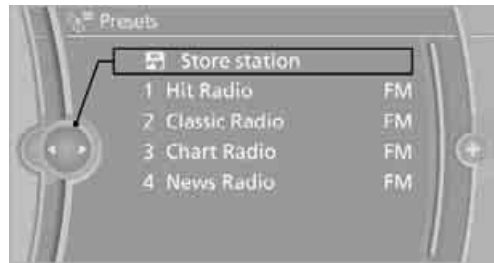 Presets
Store station
1 Hit Radio FM
2 Classic Radio FM
3 Chart Radio FM
4 News Radio FM